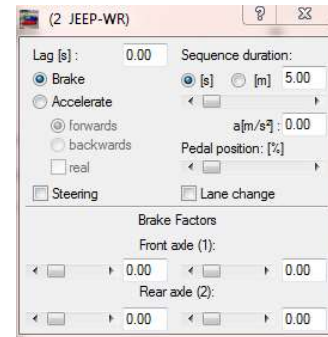 (2 JEEP-WR)
Lag [s] : 0.00 Sequence duration:
Brake [s] [m] 5.00
Accelerate
forwards a[m/s²] : 0.00
backwards Pedal position: [%]
real
Steering Lane change
Brake Factors
Front axle (1):
0.00 0.00
Rear axle (2):
0.00 0.00